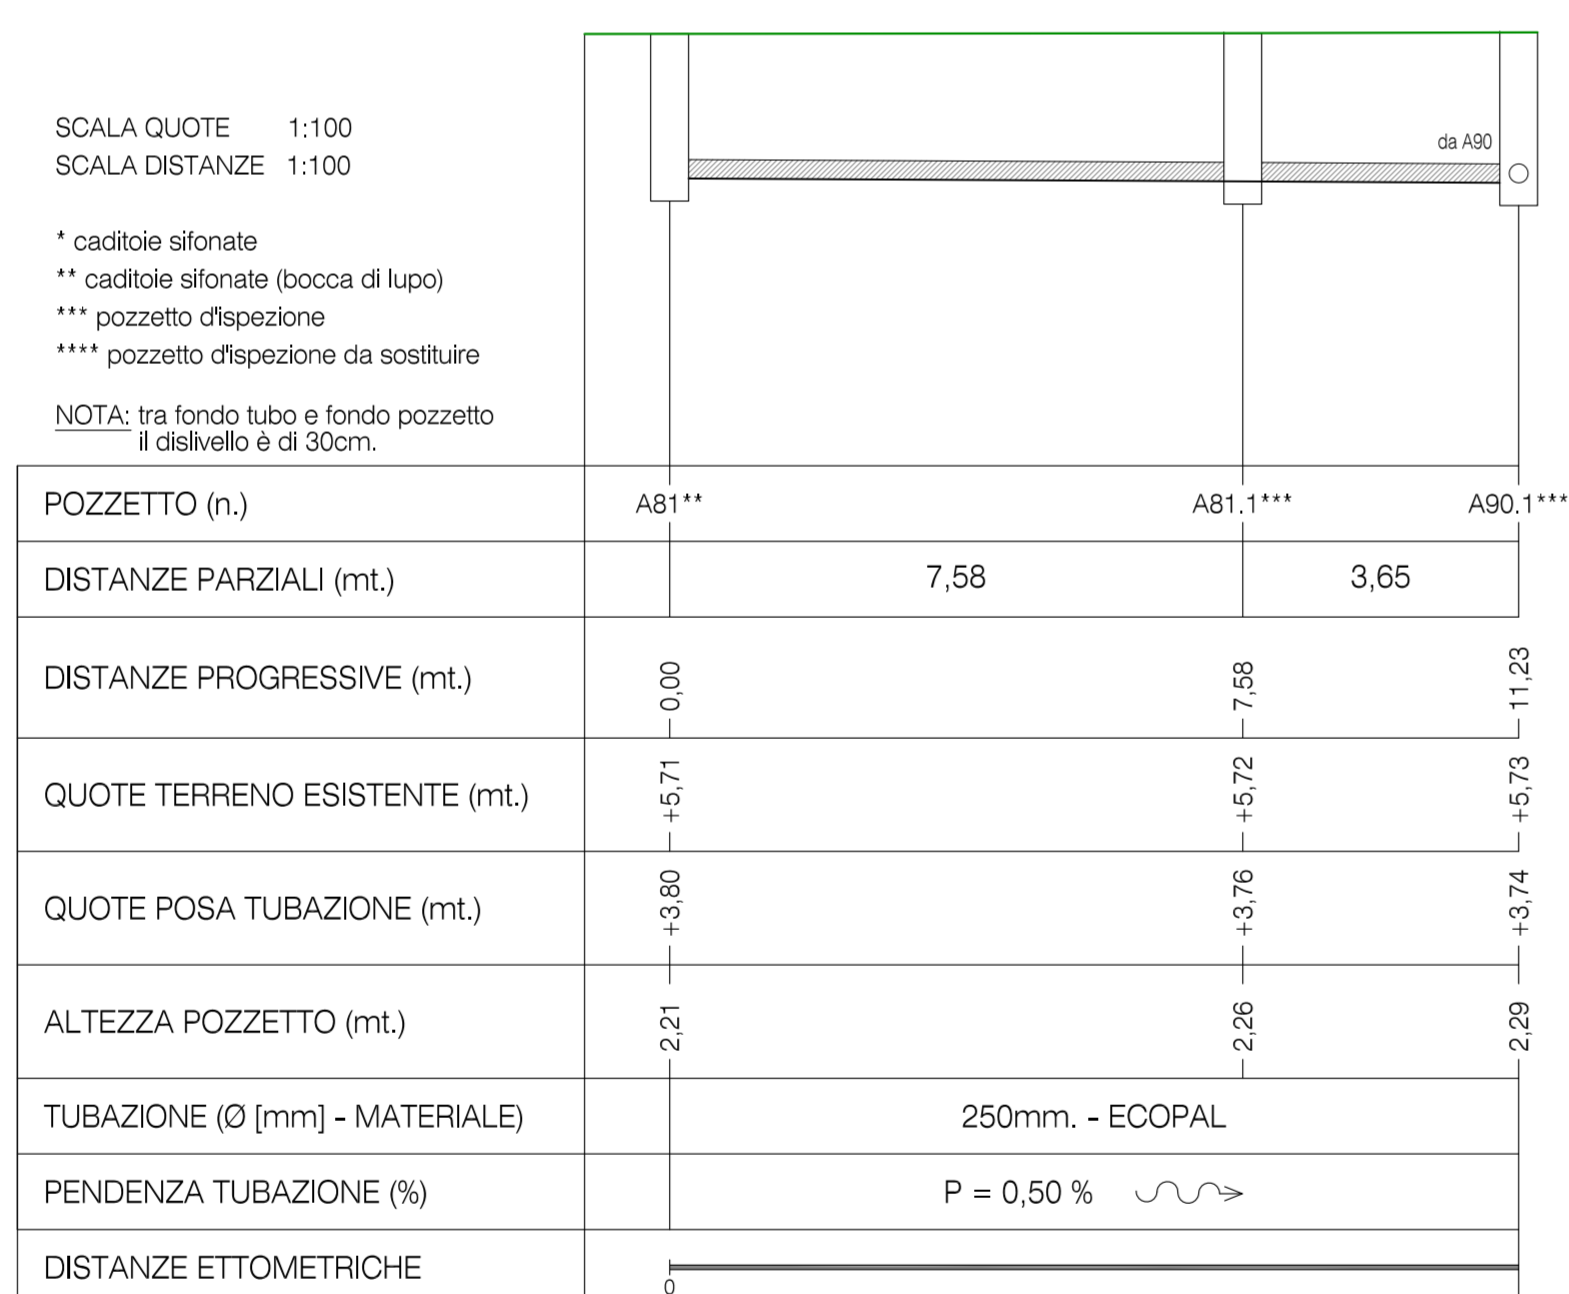 SCALA QUOTE 1:100
SCALA DISTANZE 1:100
da A90
* caditoie sifonate
** caditoie sifonate (bocca di lupo)
*** pozzetto d'ispezione
**** pozzetto d'ispezione da sostituire
NOTA: tra fondo tubo e fondo pozzetto
il dislivello è di 30cm.
POZZETTO (n.) A81** A81.1*** A90.1***
DISTANZE PARZIALI (mt.) 7,58 3,65
DISTANZE PROGRESSIVE (mt.) 0,00 7,58 11,23
QUOTE TERRENO ESISTENTE (mt.) +5,71 +5,72 +5,73
QUOTE POSA TUBAZIONE (mt.) +3,80 +3,76 +3,74
ALTEZZA POZZETTO (mt.) 2,21 2,26 2,29
TUBAZIONE (Ø [mm] - MATERIALE) 250mm. - ECOPAL
PENDENZA TUBAZIONE (%) P = 0,50 %
DISTANZE ETTOMETRICHE
0